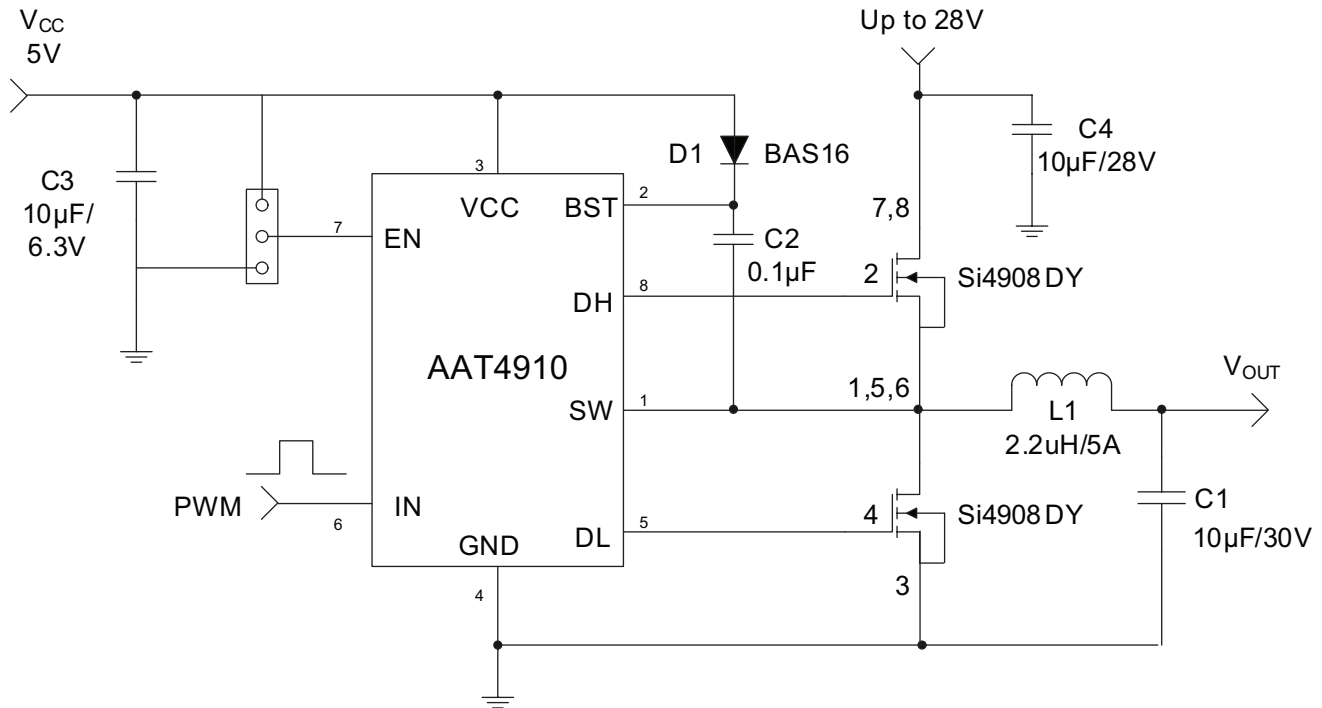 V_CC
5V
Up to 28V
C3
10µF/
6.3V
D1
BAS16
C4
10µF/28V
3
VCC
BST
2
7,8
7
EN
C2
0.1µF
DH
8
2
Si4908DY
AAT4910
SW
1
1,5,6
V_OUT
L1
2.2uH/5A
PWM
6
IN
GND
DL
5
4
Si4908DY
C1
10µF/30V
4
3